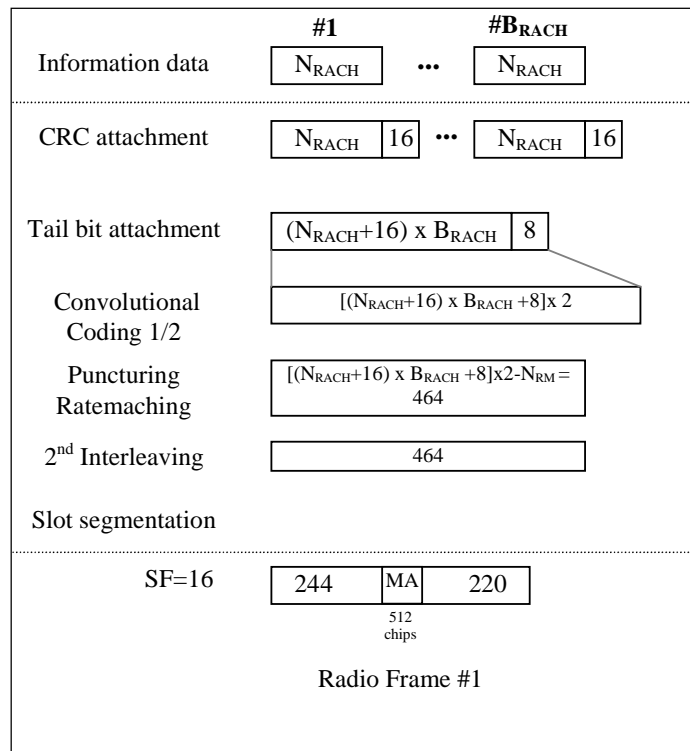 #1 #B_RACH
Information data N_RACH ... N_RACH
CRC attachment N_RACH 16 ... N_RACH 16
Tail bit attachment (N_RACH+16) x B_RACH 8
Convolutional
Coding 1/2
[(N_RACH+16) x B_RACH +8]x 2
Puncturing
Ratemaching
[(N_RACH+16) x B_RACH +8]x2-N_RM =
464
2nd Interleaving 464
Slot segmentation
SF=16 244 MA 220
512
chips
Radio Frame #1